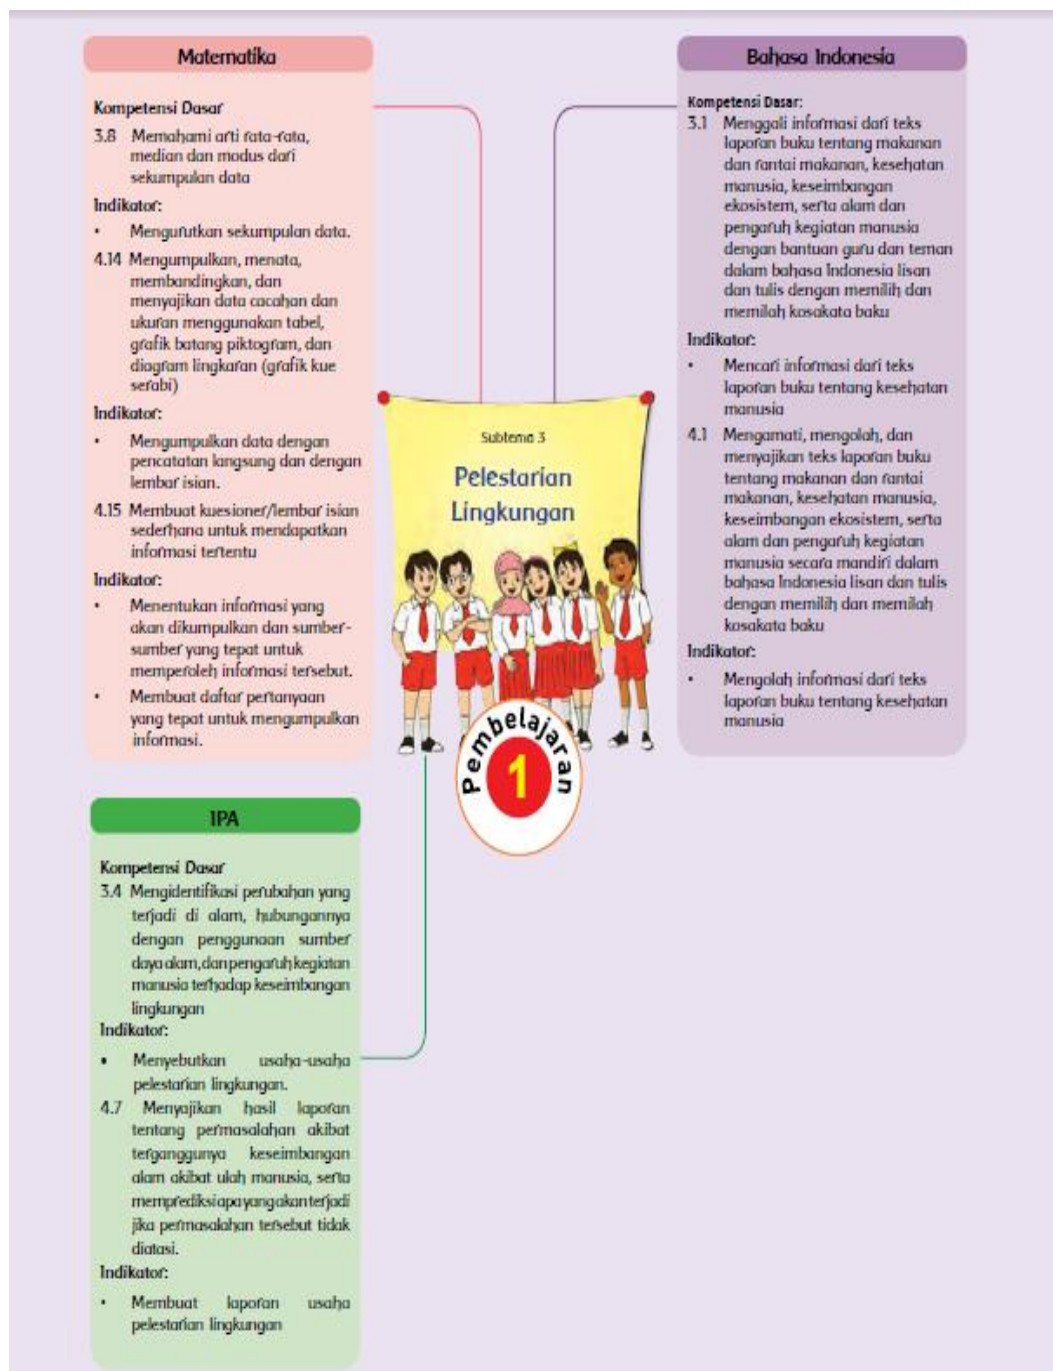 Matematika
Kompetensi Dasar
3.8 Memahami arti rata-rata,
median dan modus dari
sekumpulan data
Indikator:
• Mengurutkan sekumpulan data.
4.14 Mengumpulkan, menata,
membandingkan, dan
menyajikan data cacahan dan
ukuran menggunakan tabel,
grafik batang piktogram, dan
diagram lingkaran (grafik kue
serabi)
Indikator:
• Mengumpulkan data dengan
pencatatan langsung dan dengan
lembar isian.
4.15 Membuat kuesioner/lembar isian
sederhana untuk mendapatkan
informasi tertentu
Indikator:
• Menentukan informasi yang
akan dikumpulkan dan sumber-
sumber yang tepat untuk
memperoleh informasi tersebut.
• Membuat daftar pertanyaan
yang tepat untuk mengumpulkan
informasi.
Bahasa Indonesia
Kompetensi Dasar:
3.1 Menggali informasi dari teks
laporan buku tentang makanan
dan rantai makanan, kesehatan
manusia, keseimbangan
ekosistem, serta alam dan
pengaruh kegiatan manusia
dengan bantuan guru dan teman
dalam bahasa Indonesia lisan
dan tulis dengan memilih dan
memilah kosakata baku
Indikator:
• Mencari informasi dari teks
laporan buku tentang kesehatan
manusia
4.1 Mengamati, mengolah, dan
menyajikan teks laporan buku
tentang makanan dan rantai
makanan, kesehatan manusia,
keseimbangan ekosistem, serta
alam dan pengaruh kegiatan
manusia secara mandiri dalam
bahasa Indonesia lisan dan tulis
dengan memilih dan memilah
kosakata baku
Indikator:
• Mengolah informasi dari teks
laporan buku tentang kesehatan
manusia
Subtema 3
Pelestarian
Lingkungan
Pembelajaran
1
IPA
Kompetensi Dasar
3.4 Mengidentifikasi perubahan yang
terjadi di alam, hubungannya
dengan penggunaan sumber
daya alam, dan pengaruh kegiatan
manusia terhadap keseimbangan
lingkungan
Indikator:
• Menyebutkan usaha-usaha
pelestarian lingkungan.
4.7 Menyajikan hasil laporan
tentang permasalahan akibat
terganggunya keseimbangan
alam akibat ulah manusia, serta
memprediksi apa yang akan terjadi
jika permasalahan tersebut tidak
diatasi.
Indikator:
• Membuat laporan usaha
pelestarian lingkungan